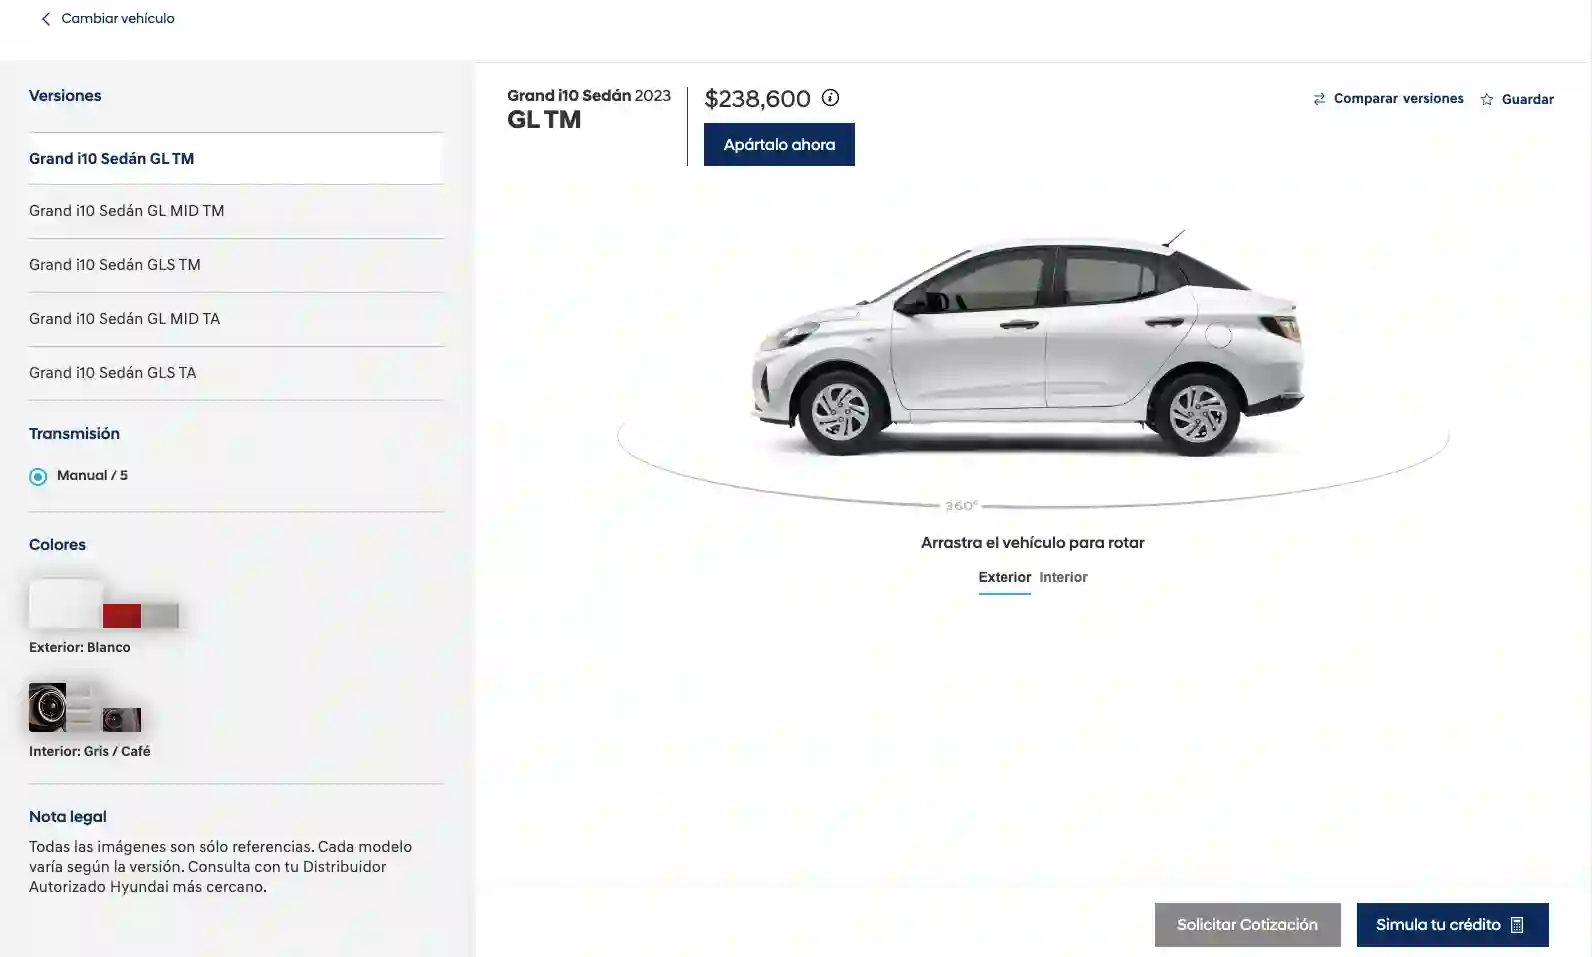 Cambiar vehículo
Versiones
Grand i10 Sedán GL TM
Grand i10 Sedán GL MID TM
Grand i10 Sedán GLS TM
Grand i10 Sedán GL MID TA
Grand i10 Sedán GLS TA
Transmisión
Manual / 5
Colores
Exterior: Blanco
Interior: Gris / Café
Nota legal
Todas las imágenes son sólo referencias. Cada modelo
varía según la versión. Consulta con tu Distribuidor
Autorizado Hyundai más cercano.
Grand i10 Sedán 2023
GL TM
$238,600
Apártalo ahora
Comparar versiones
Guardar
360°
Arrastra el vehículo para rotar
Exterior Interior
Solicitar Cotización
Simula tu crédito